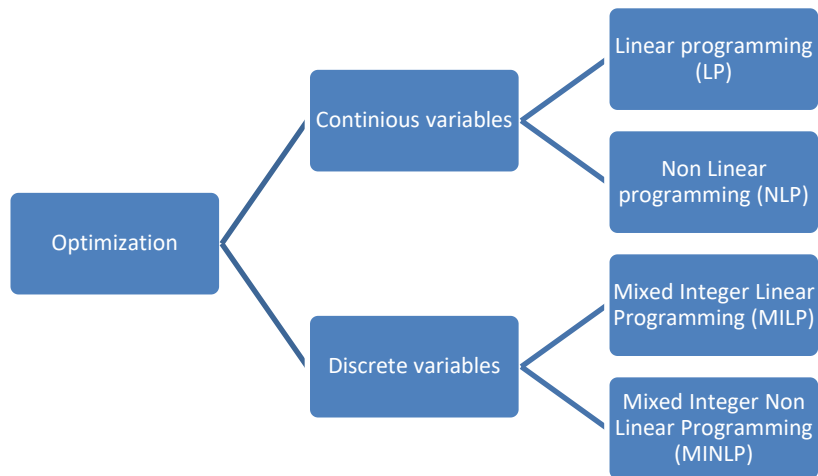 Optimization
Continious variables
Linear programming
(LP)
Non Linear
programming (NLP)
Discrete variables
Mixed Integer Linear
Programming (MILP)
Mixed Integer Non
Linear Programming
(MINLP)